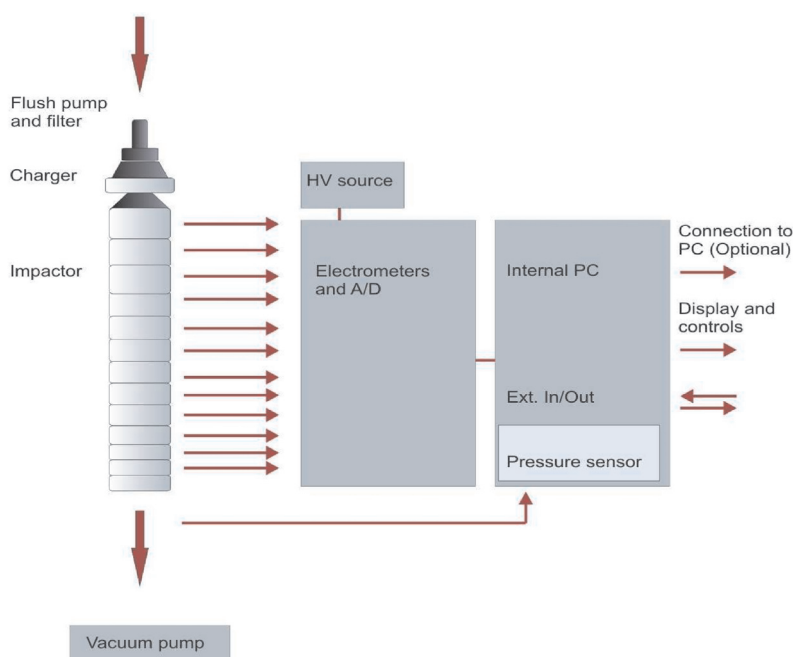 Flush pump
and filter
Charger
Impactor
HV source
Electrometers
and A/D
Internal PC
Ext. In/Out
Pressure sensor
Connection to
PC (Optional)
Display and
controls
Vacuum pump